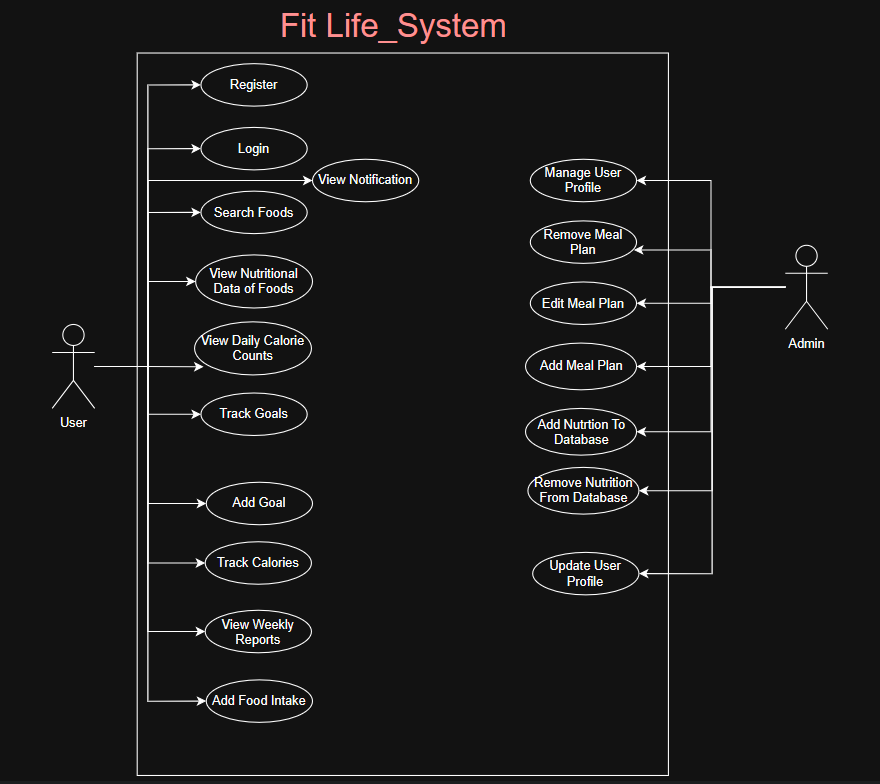 Fit Life_System
Register
Login
View Notification
Search Foods
View Nutritional
Data of Foods
View Daily Calorie
Counts
Track Goals
Add Goal
Track Calories
View Weekly
Reports
Add Food Intake
User
Manage User
Profile
Remove Meal
Plan
Edit Meal Plan
Add Meal Plan
Add Nutrtion To
Database
Remove Nutrition
From Database
Update User
Profile
Admin